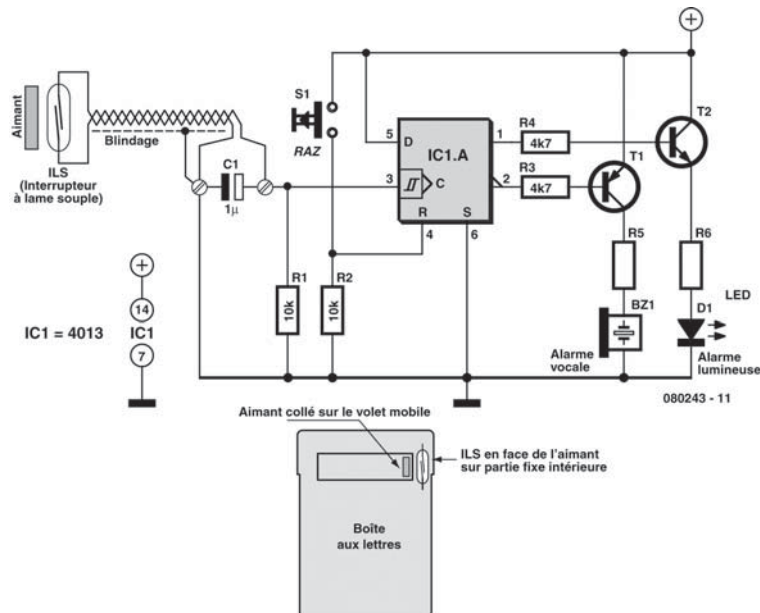 Aimant
ILS
(Interrupteur
à lame souple)
Blindage
C1
1µ
S1
RAZ
5
D
3
C
IC1.A
R
4
S
6
1
2
R4
4k7
R3
4k7
T1
T2
R1
10k
R2
10k
R5
R6
BZ1
Alarme
vocale
D1
LED
Alarme
lumineuse
IC1 = 4013
+
14
IC1
7
+
080243 - 11
Aimant collé sur le volet mobile
ILS en face de l'aimant
sur partie fixe intérieure
Boîte
aux lettres